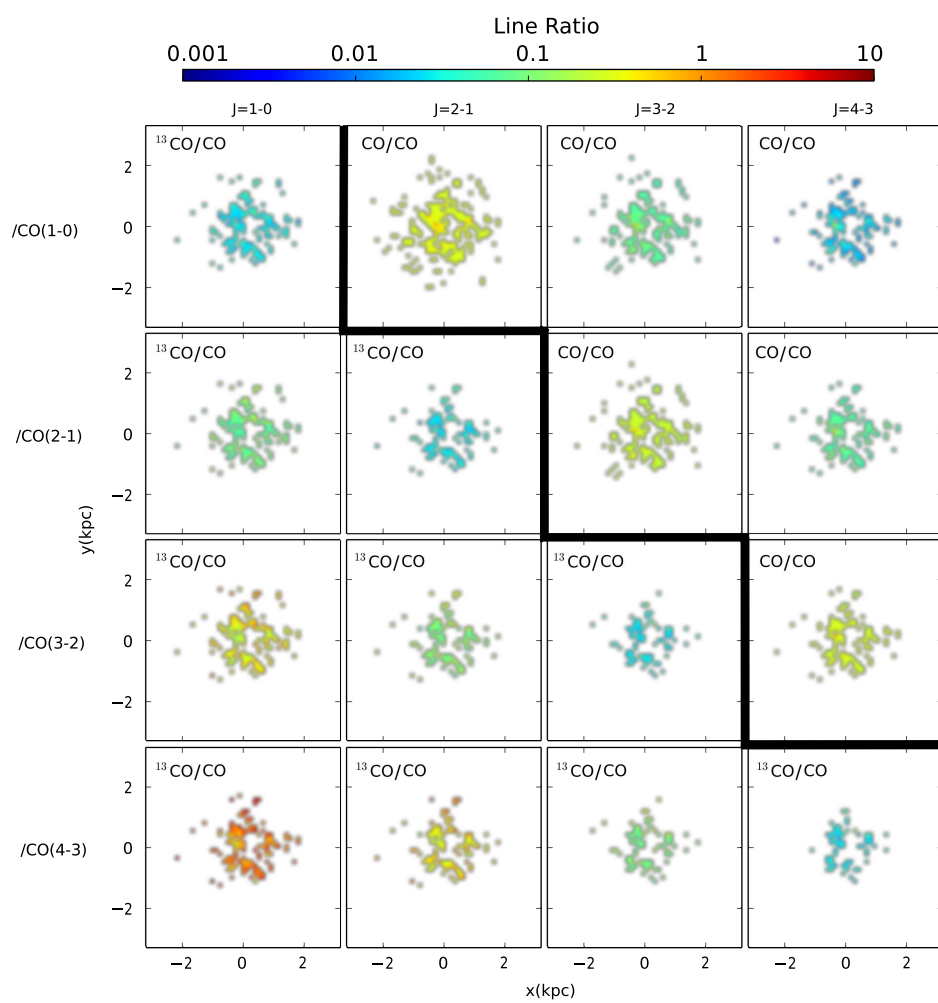 Line Ratio
0.001 0.01 0.1 1 10
J=1-0 J=2-1 J=3-2 J=4-3
¹³CO/CO CO/CO CO/CO CO/CO
2
/CO(1-0) 0
−2
¹³CO/CO ¹³CO/CO CO/CO CO/CO
2
/CO(2-1) 0
−2
y(kpc)
¹³CO/CO ¹³CO/CO ¹³CO/CO CO/CO
2
/CO(3-2) 0
−2
¹³CO/CO ¹³CO/CO ¹³CO/CO ¹³CO/CO
2
/CO(4-3) 0
−2
−2 0 2 −2 0 2 −2 0 2 −2 0 2
x(kpc)